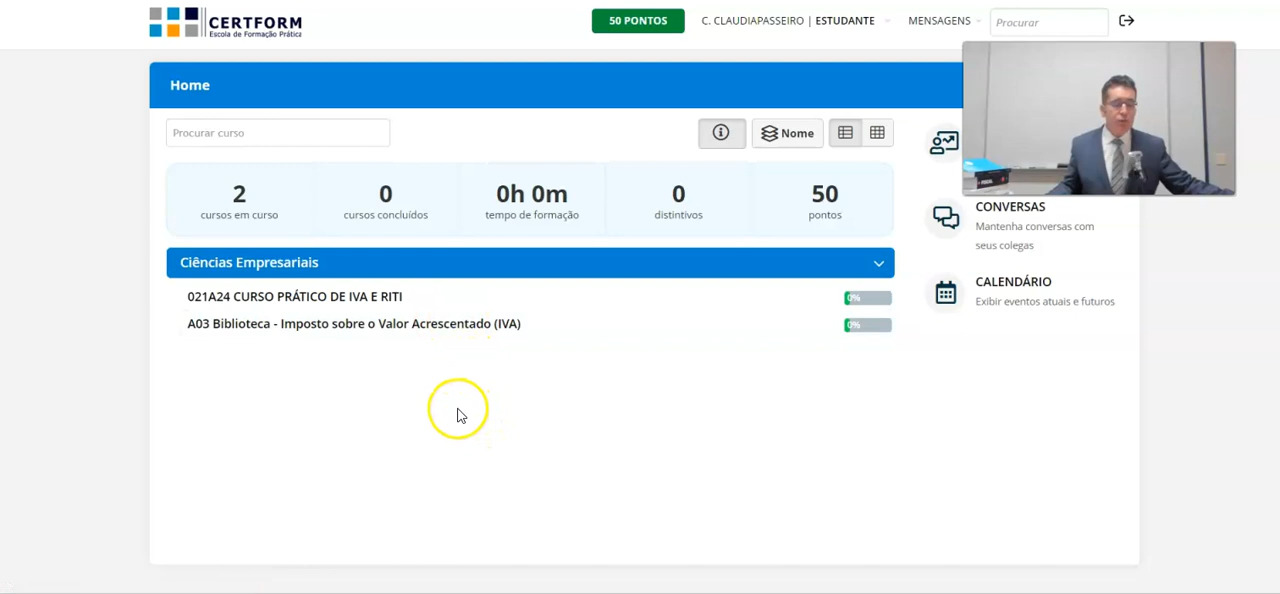 CERTFORM
Escola de Formação Prática
50 PONTOS
C. CLAUDIAPASSEIRO | ESTUDANTE
MENSAGENS
Procurar
Home
Procurar curso
Nome
2
cursos em curso
0
cursos concluídos
0h 0m
tempo de formação
0
distintivos
50
pontos
Ciências Empresariais
021A24 CURSO PRÁTICO DE IVA E RITI
0%
A03 Biblioteca - Imposto sobre o Valor Acrescentado (IVA)
0%
CONVERSAS
Mantenha conversas com
seus colegas
CALENDÁRIO
Exibir eventos atuais e futuros